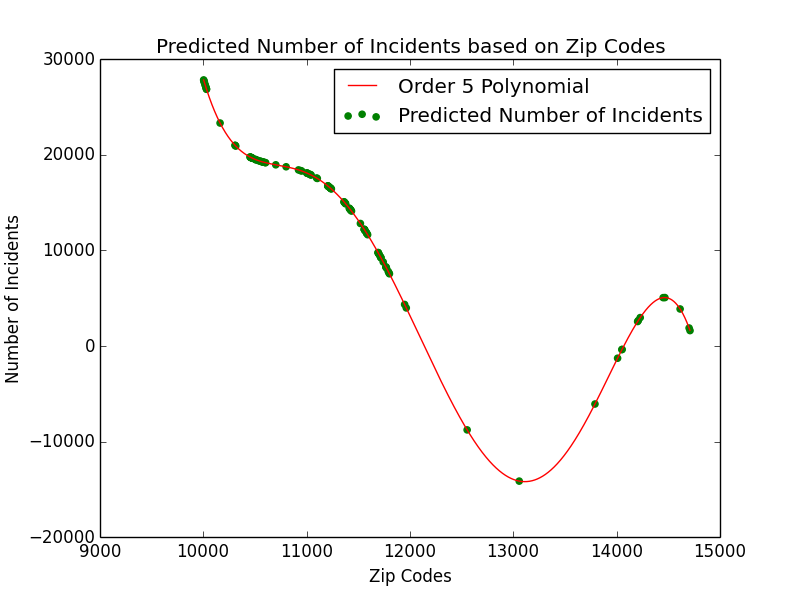 Predicted Number of Incidents based on Zip Codes
30000
20000
10000
0
−10000
−20000
Number of Incidents
Order 5 Polynomial
Predicted Number of Incidents
9000 10000 11000 12000 13000 14000 15000
Zip Codes